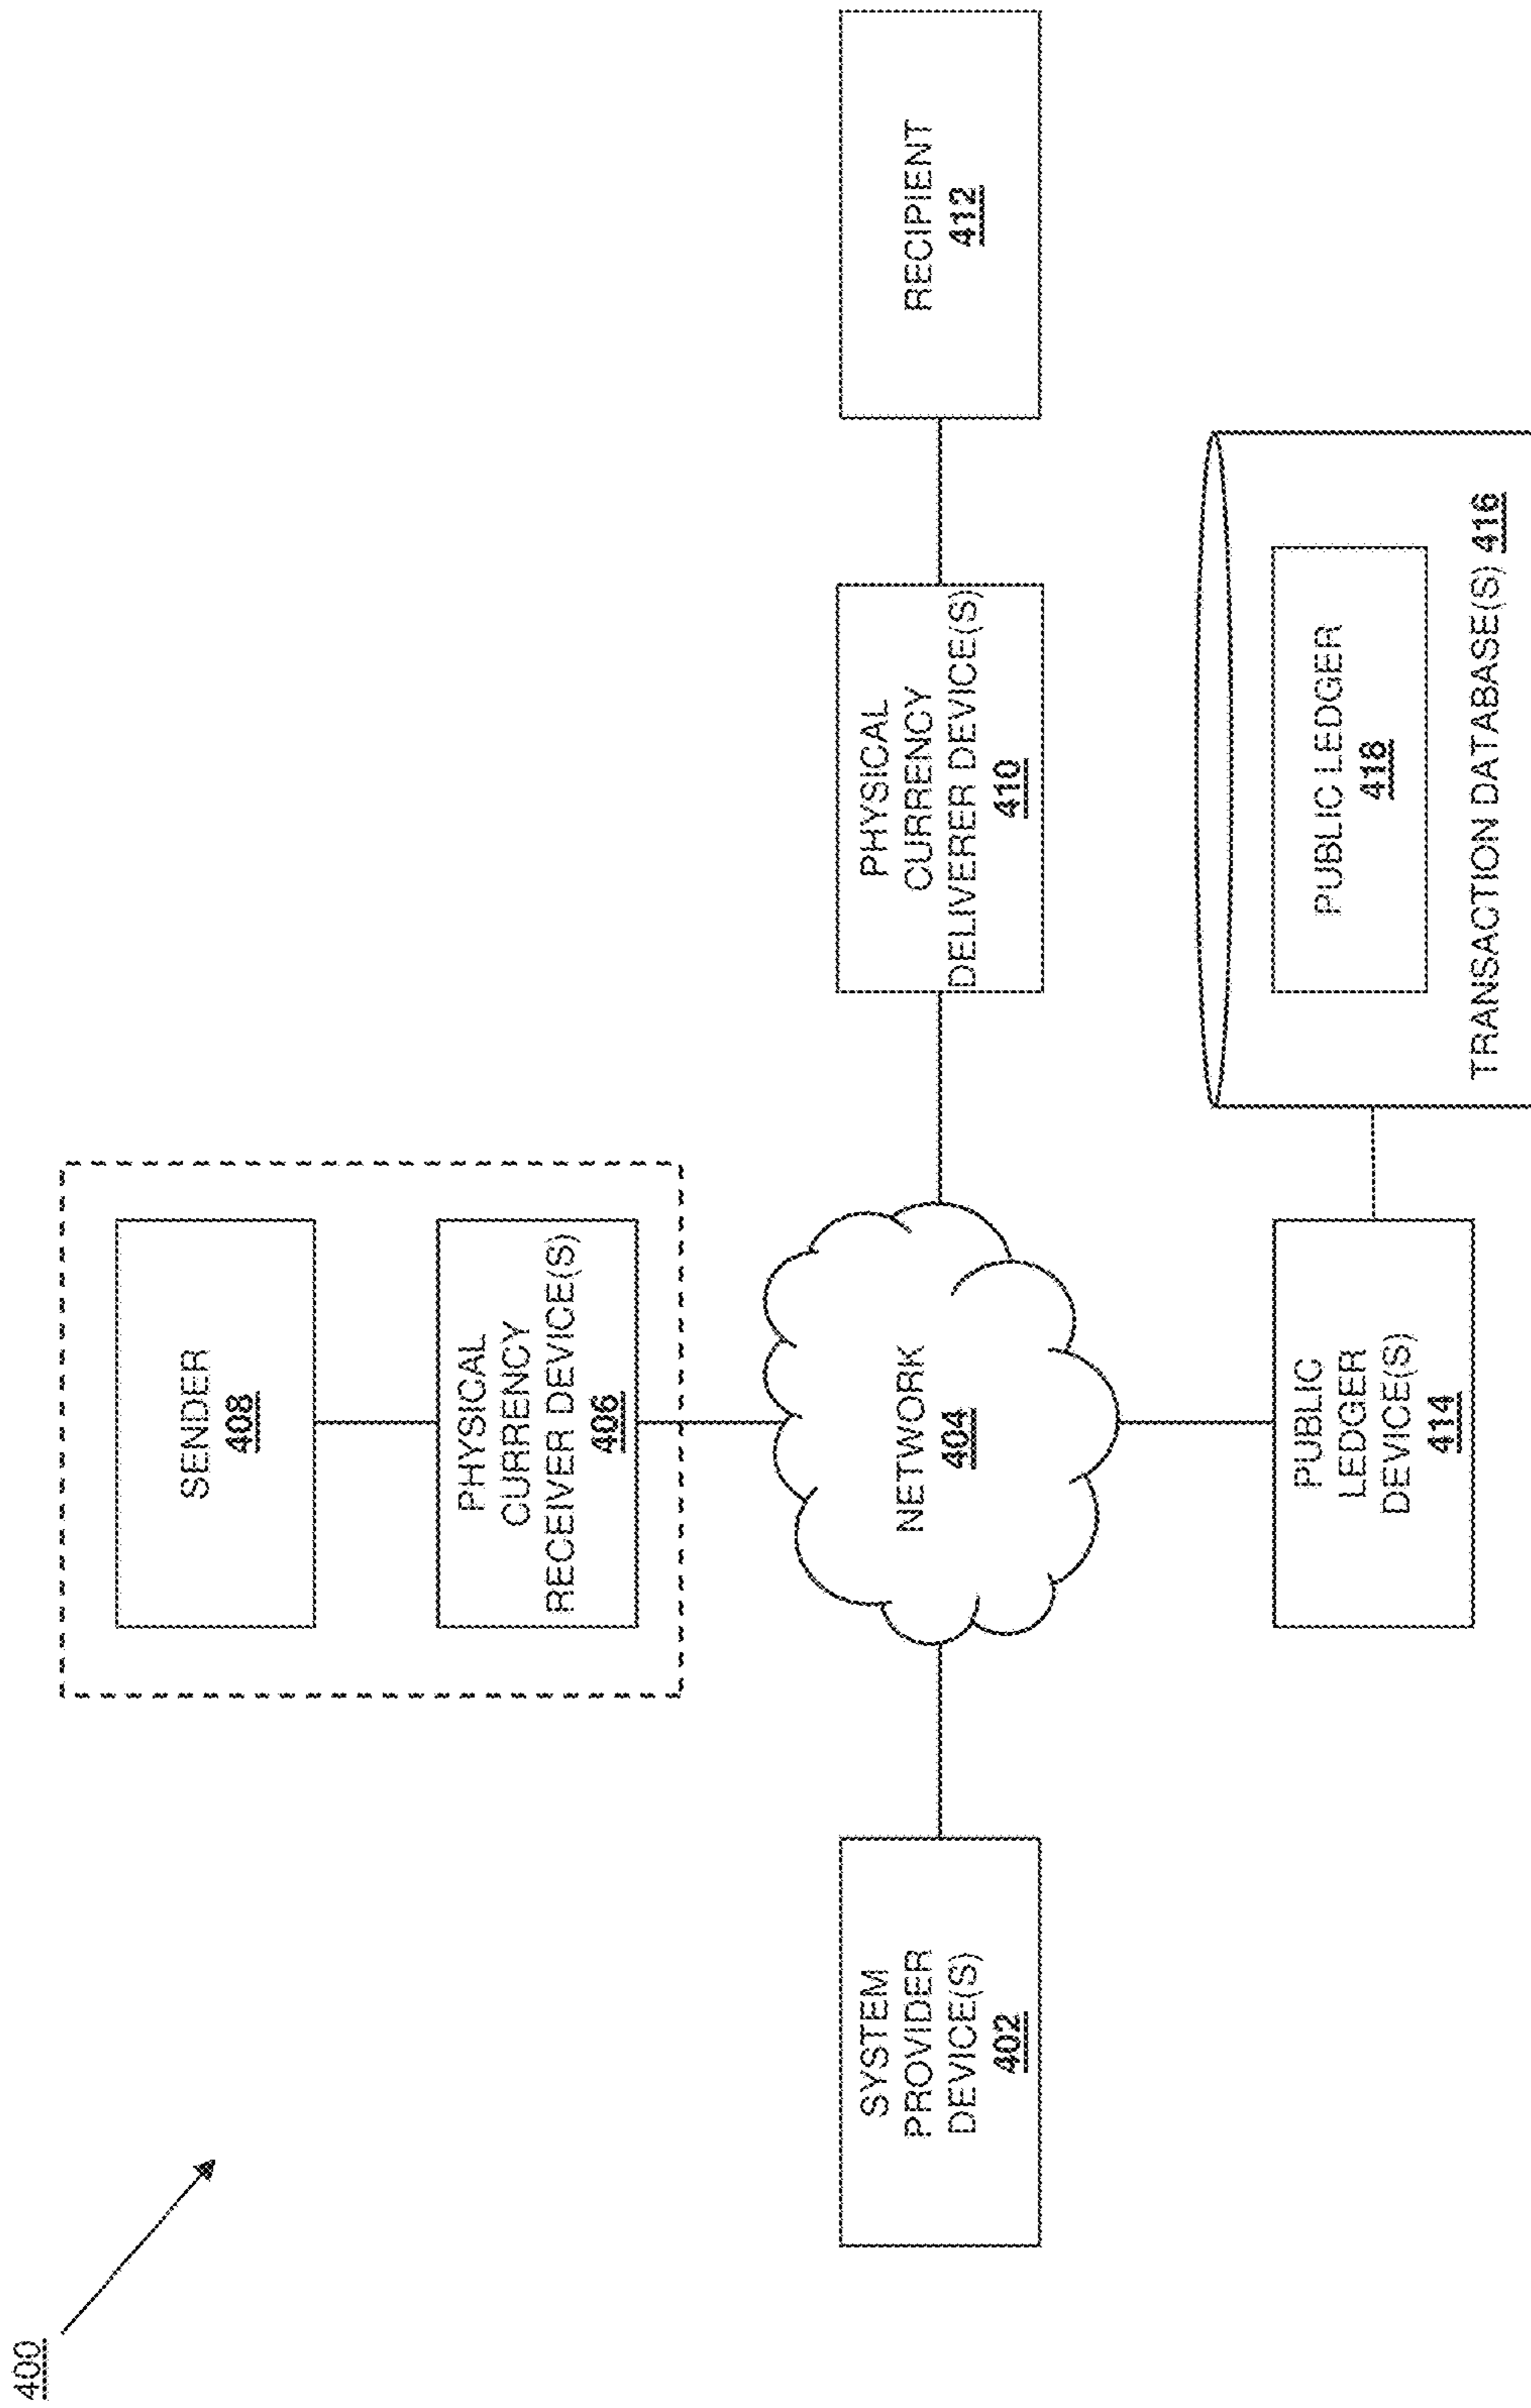 400
SENDER
408
PHYSICAL
CURRENCY
RECEIVER DEVICE(S)
406
SYSTEM
PROVIDER
DEVICE(S)
402
NETWORK
404
PHYSICAL
CURRENCY
DELIVERER DEVICE(S)
410
RECIPIENT
412
PUBLIC
LEDGER
DEVICE(S)
414
PUBLIC LEDGER
418
TRANSACTION DATABASE(S) 416